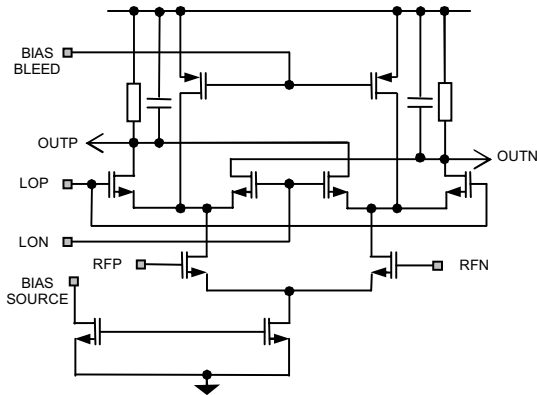 BIAS
BLEED
OUTP
OUTN
LOP
LON
RFP
RFN
BIAS
SOURCE